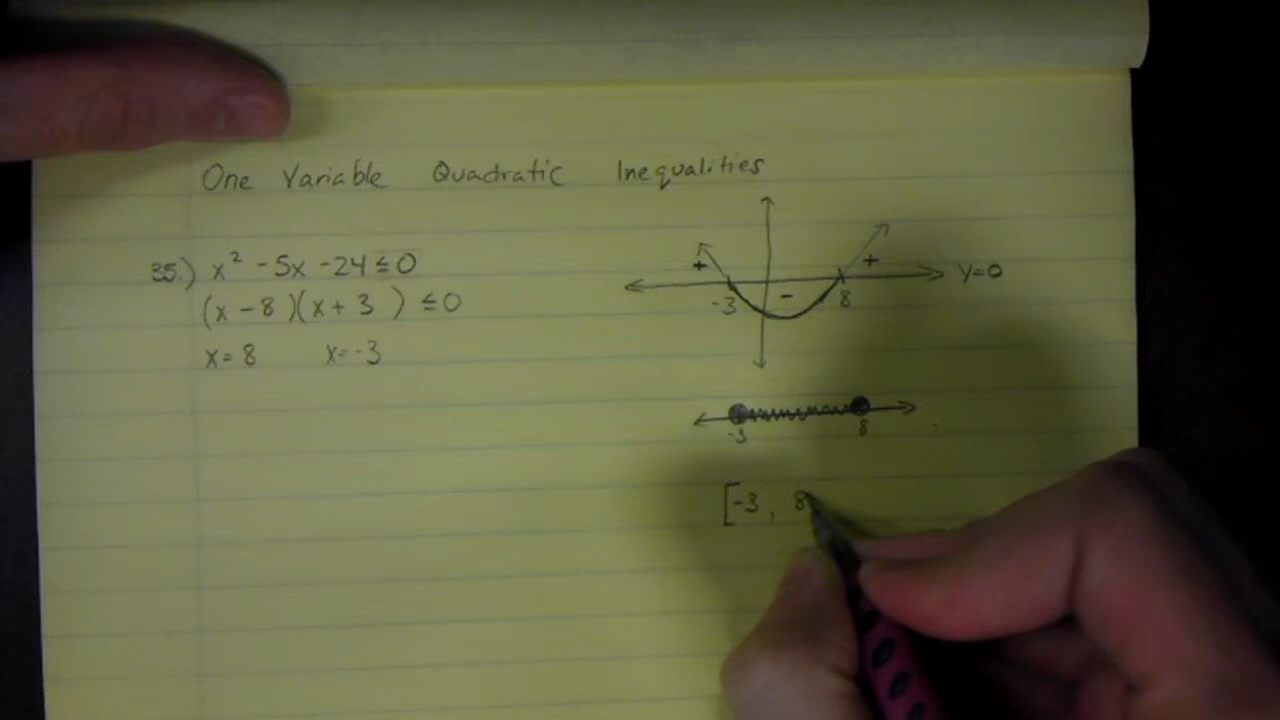 One Variable Quadratic Inequalities
35.) x² -5x -24 ≤ 0
(x - 8)(x + 3) ≤ 0
x = 8 x = -3
+ +
-3 - 8 y=0
-3 8
[-3, 8